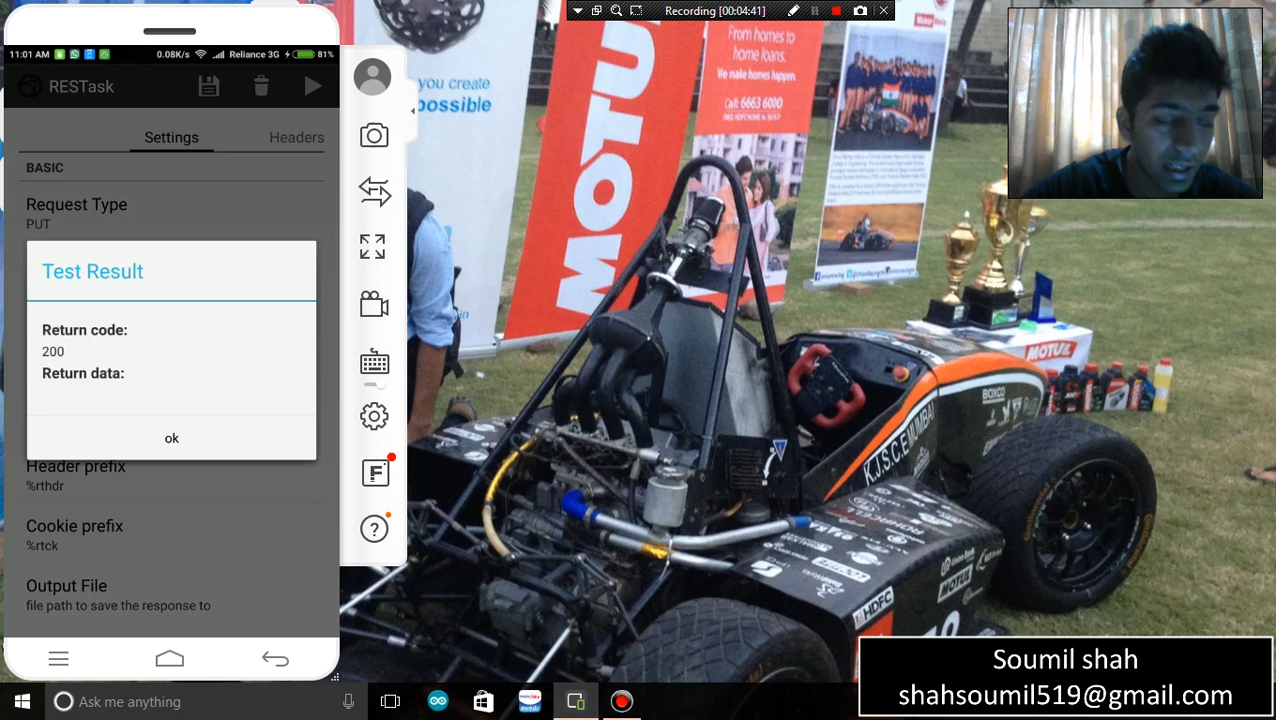 11:01 AM
0.08K/s
Reliance 3G
81%
RESTask
Settings
Headers
BASIC
Request Type
PUT
Test Result
Return code:
200
Return data:
ok
Header prefix
%rthdr
Cookie prefix
%rtck
Output File
file path to save the response to
Recording [00:04:41]
you create
possible
MOTUL
From homes to
home loans.
We make homes happen.
Call: 6663 6000
MOTUL
BOXCO
K.J.S.C.E MUMBAI
HDFC
MOTUL
Continental
Soumil shah
shahsoumil519@gmail.com
Ask me anything